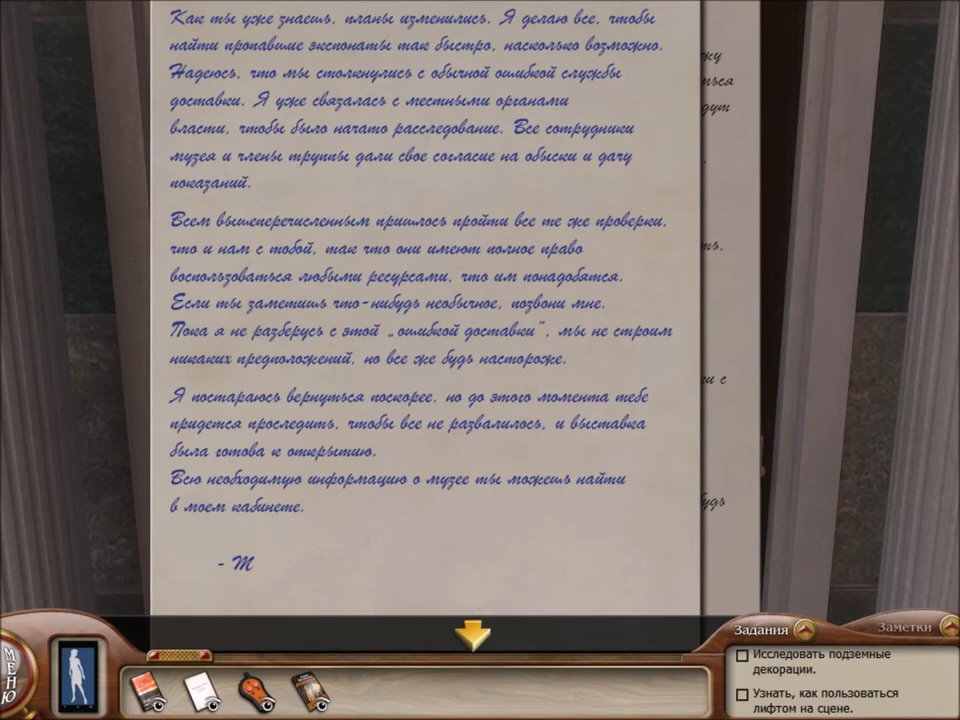 Как ты уже знаешь, планы изменились. Я делаю все, чтобы
найти пропавшие экспонаты так быстро, насколько возможно.
Надеюсь, что мы столкнулись с обычной ошибкой службы
доставки. Я уже связалась с местными органами
власти, чтобы было начато расследование. Все сотрудники
музея и члены труппы дали свое согласие на обыски и дачу
показаний.
Всем вышеперечисленным пришлось пройти все те же проверки,
что и нам с тобой, так что они имеют полное право
воспользоваться любыми ресурсами, что им понадобятся.
Если ты заметишь что-нибудь необычное, позвони мне.
Пока я не разберусь с этой „ошибкой доставки”, мы не строим
никаких предположений, но все же будь настороже.
Я постараюсь вернуться поскорее, но до этого момента тебе
придется проследить, чтобы все не развалилось, и выставка
была готова к открытию.
Всю необходимую информацию о музее ты можешь найти
в моем кабинете.
- Т
МЕНЮ
Задания
Заметки
Исследовать подземные
декорации.
Узнать, как пользоваться
лифтом на сцене.